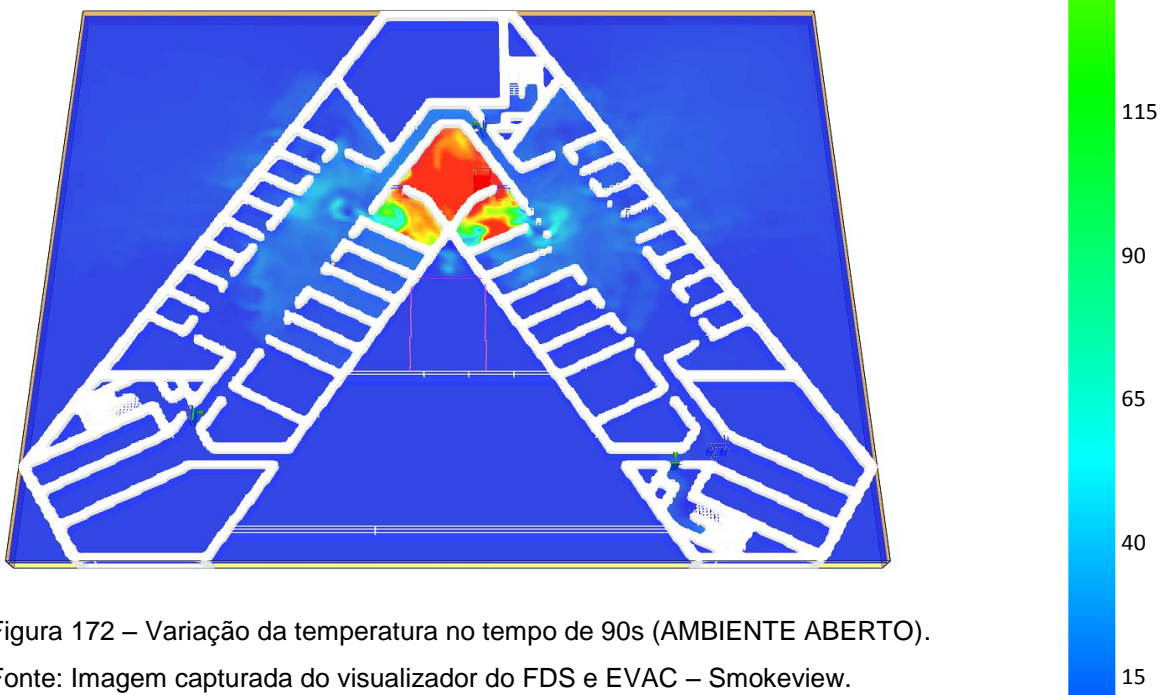 115
90
65
40
15
Figura 172 – Variação da temperatura no tempo de 90s (AMBIENTE ABERTO).
Fonte: Imagem capturada do visualizador do FDS e EVAC – Smokeview.